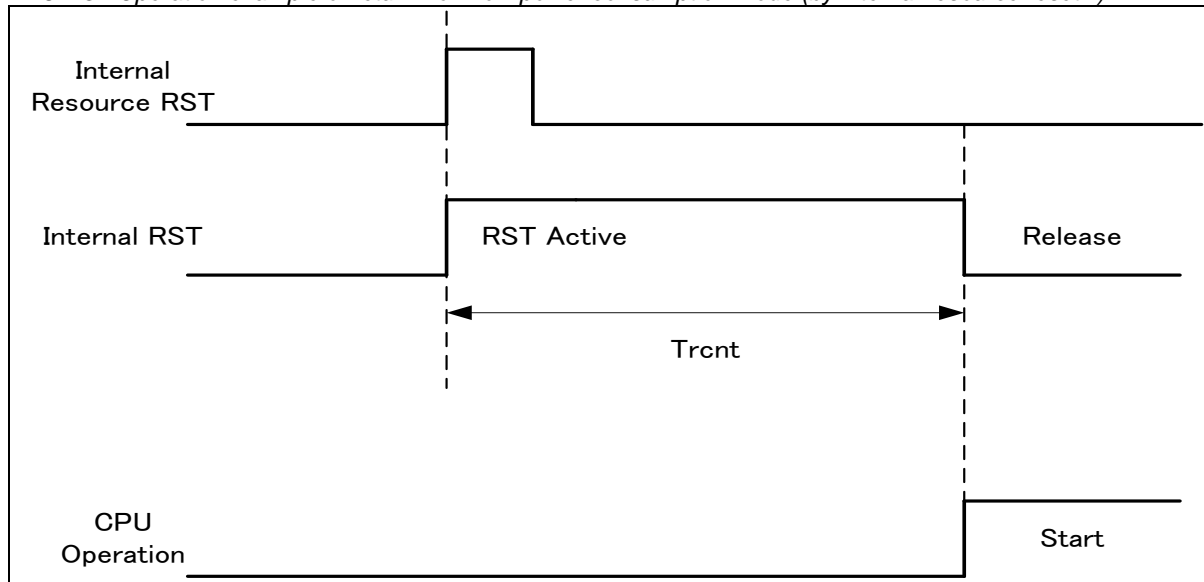 Internal
Resource RST
Internal RST
RST Active
Release
Trcnt
CPU
Operation
Start